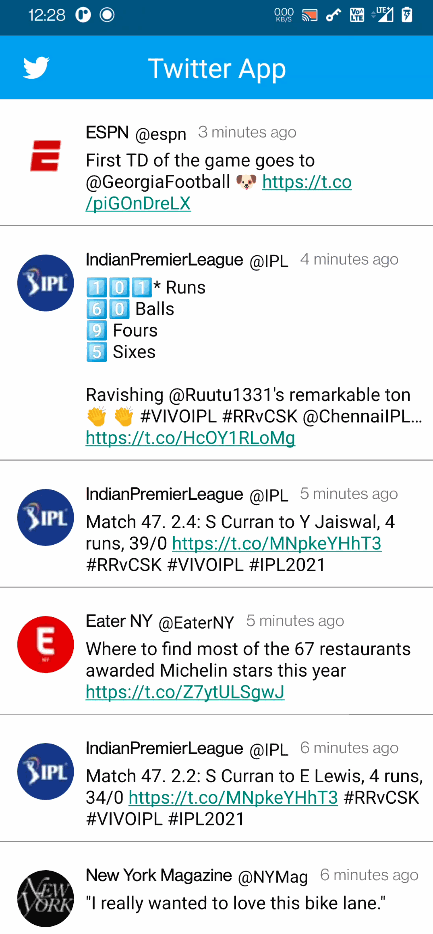 12:28 0.00 KB/S Vo LTE LTE
Twitter App
ESPN @espn 3 minutes ago
First TD of the game goes to
@GeorgiaFootball 🐶 https://t.co
/piGOnDreLX
IndianPremierLeague @IPL 4 minutes ago
IPL
1️⃣0️⃣1️⃣* Runs
6️⃣0️⃣ Balls
9️⃣ Fours
5️⃣ Sixes
Ravishing @Ruutu1331's remarkable ton
👏 👏 #VIVOIPL #RRvCSK @ChennaiIPL...
https://t.co/HcOY1RLoMg
IndianPremierLeague @IPL 5 minutes ago
IPL
Match 47. 2.4: S Curran to Y Jaiswal, 4
runs, 39/0 https://t.co/MNpkeYHhT3
#RRvCSK #VIVOIPL #IPL2021
Eater NY @EaterNY 5 minutes ago
E
NY
Where to find most of the 67 restaurants
awarded Michelin stars this year
https://t.co/Z7ytULSgwJ
IndianPremierLeague @IPL 6 minutes ago
IPL
Match 47. 2.2: S Curran to E Lewis, 4 runs,
34/0 https://t.co/MNpkeYHhT3 #RRvCSK
#VIVOIPL #IPL2021
New York Magazine @NYMag 6 minutes ago
NEW
YORK
"I really wanted to love this bike lane."